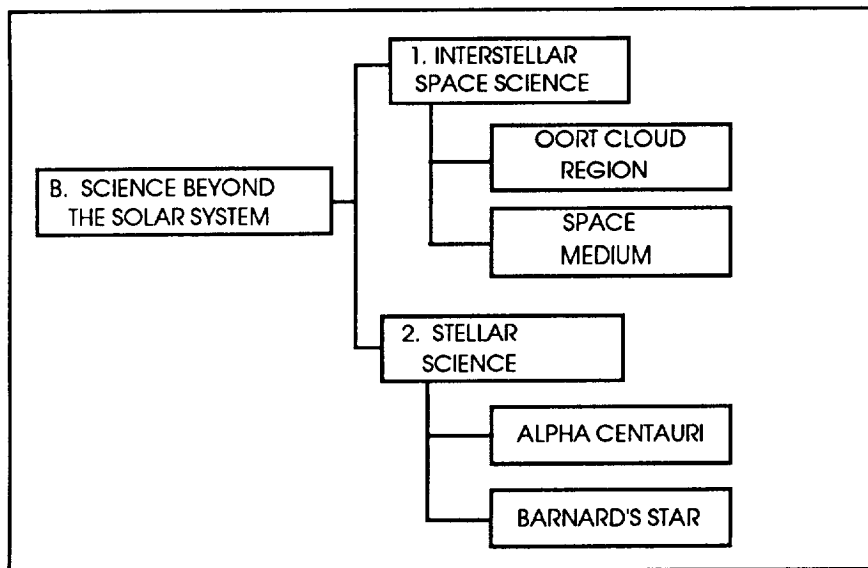 1. INTERSTELLAR
SPACE SCIENCE
OORT CLOUD
REGION
B. SCIENCE BEYOND
THE SOLAR SYSTEM
SPACE
MEDIUM
2. STELLAR
SCIENCE
ALPHA CENTAURI
BARNARD'S STAR